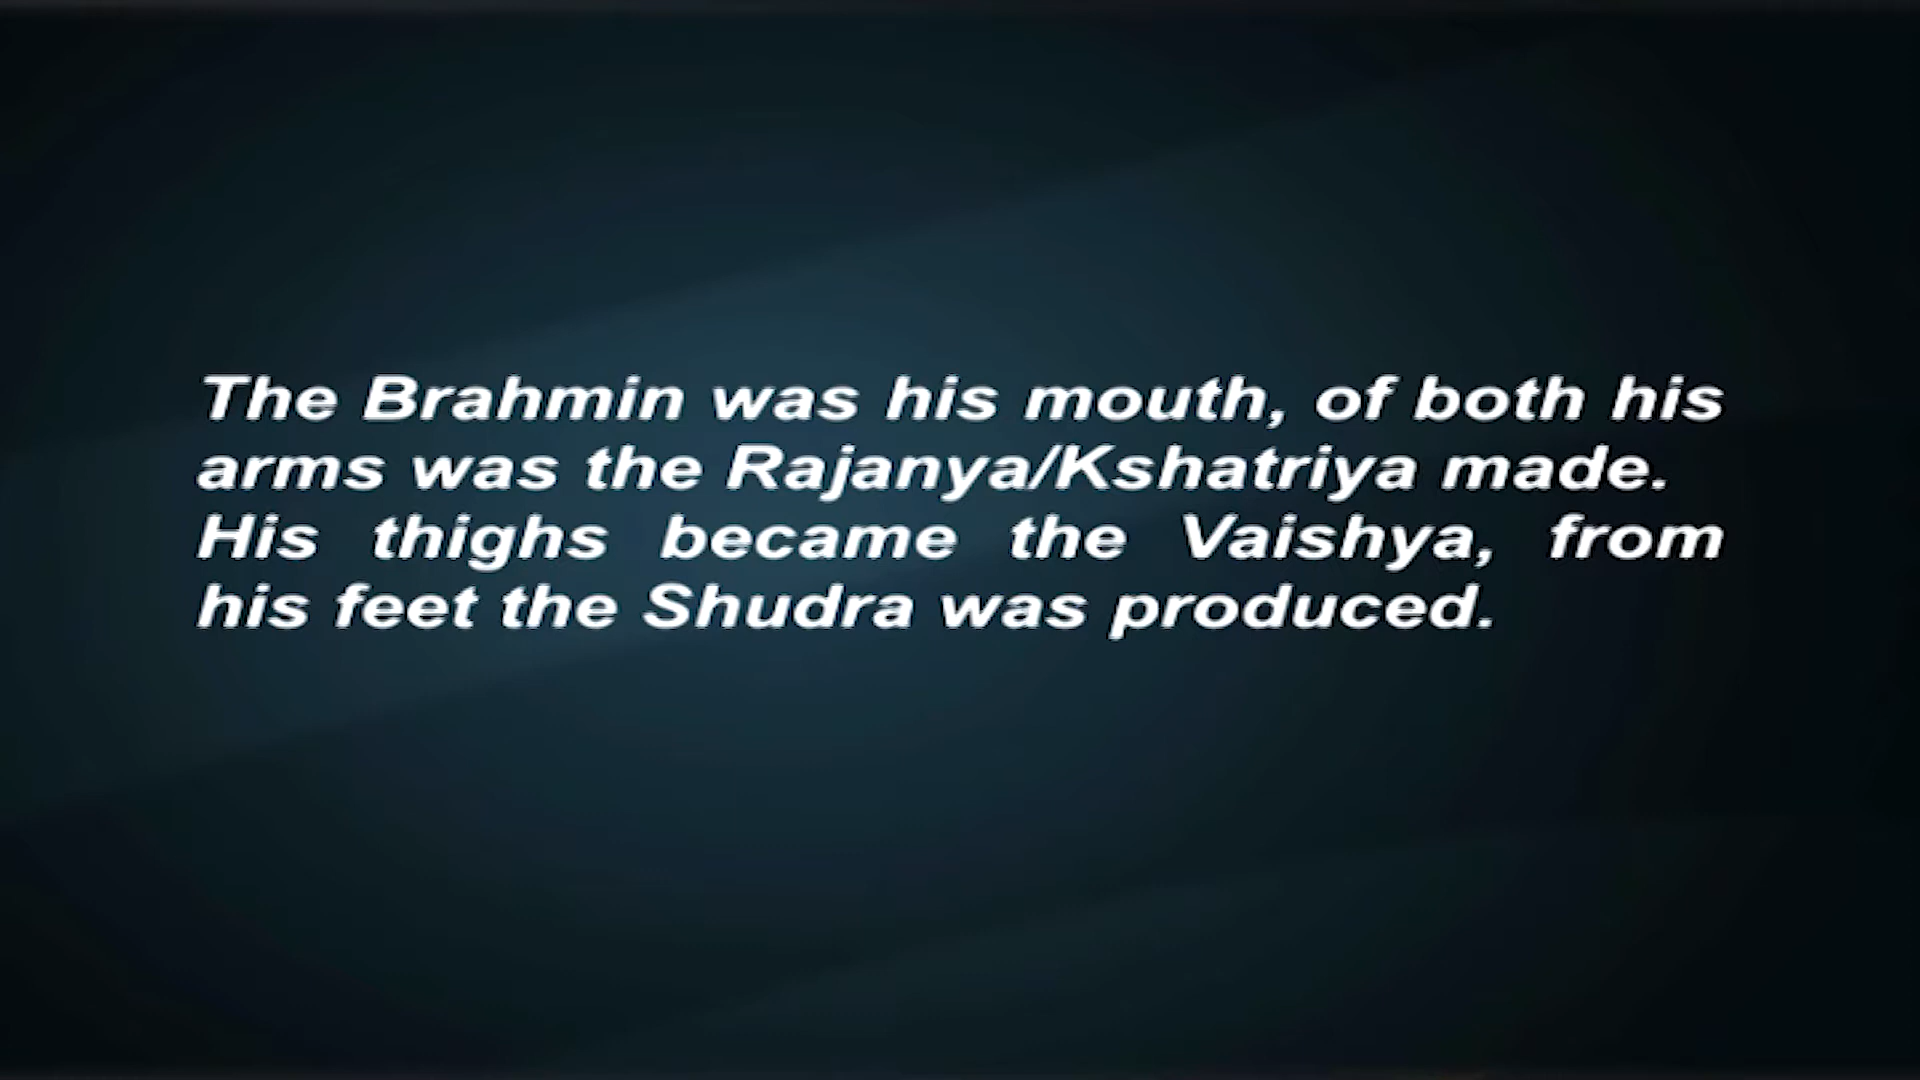 The Brahmin was his mouth, of both his
arms was the Rajanya/Kshatriya made.
His thighs became the Vaishya, from
his feet the Shudra was produced.